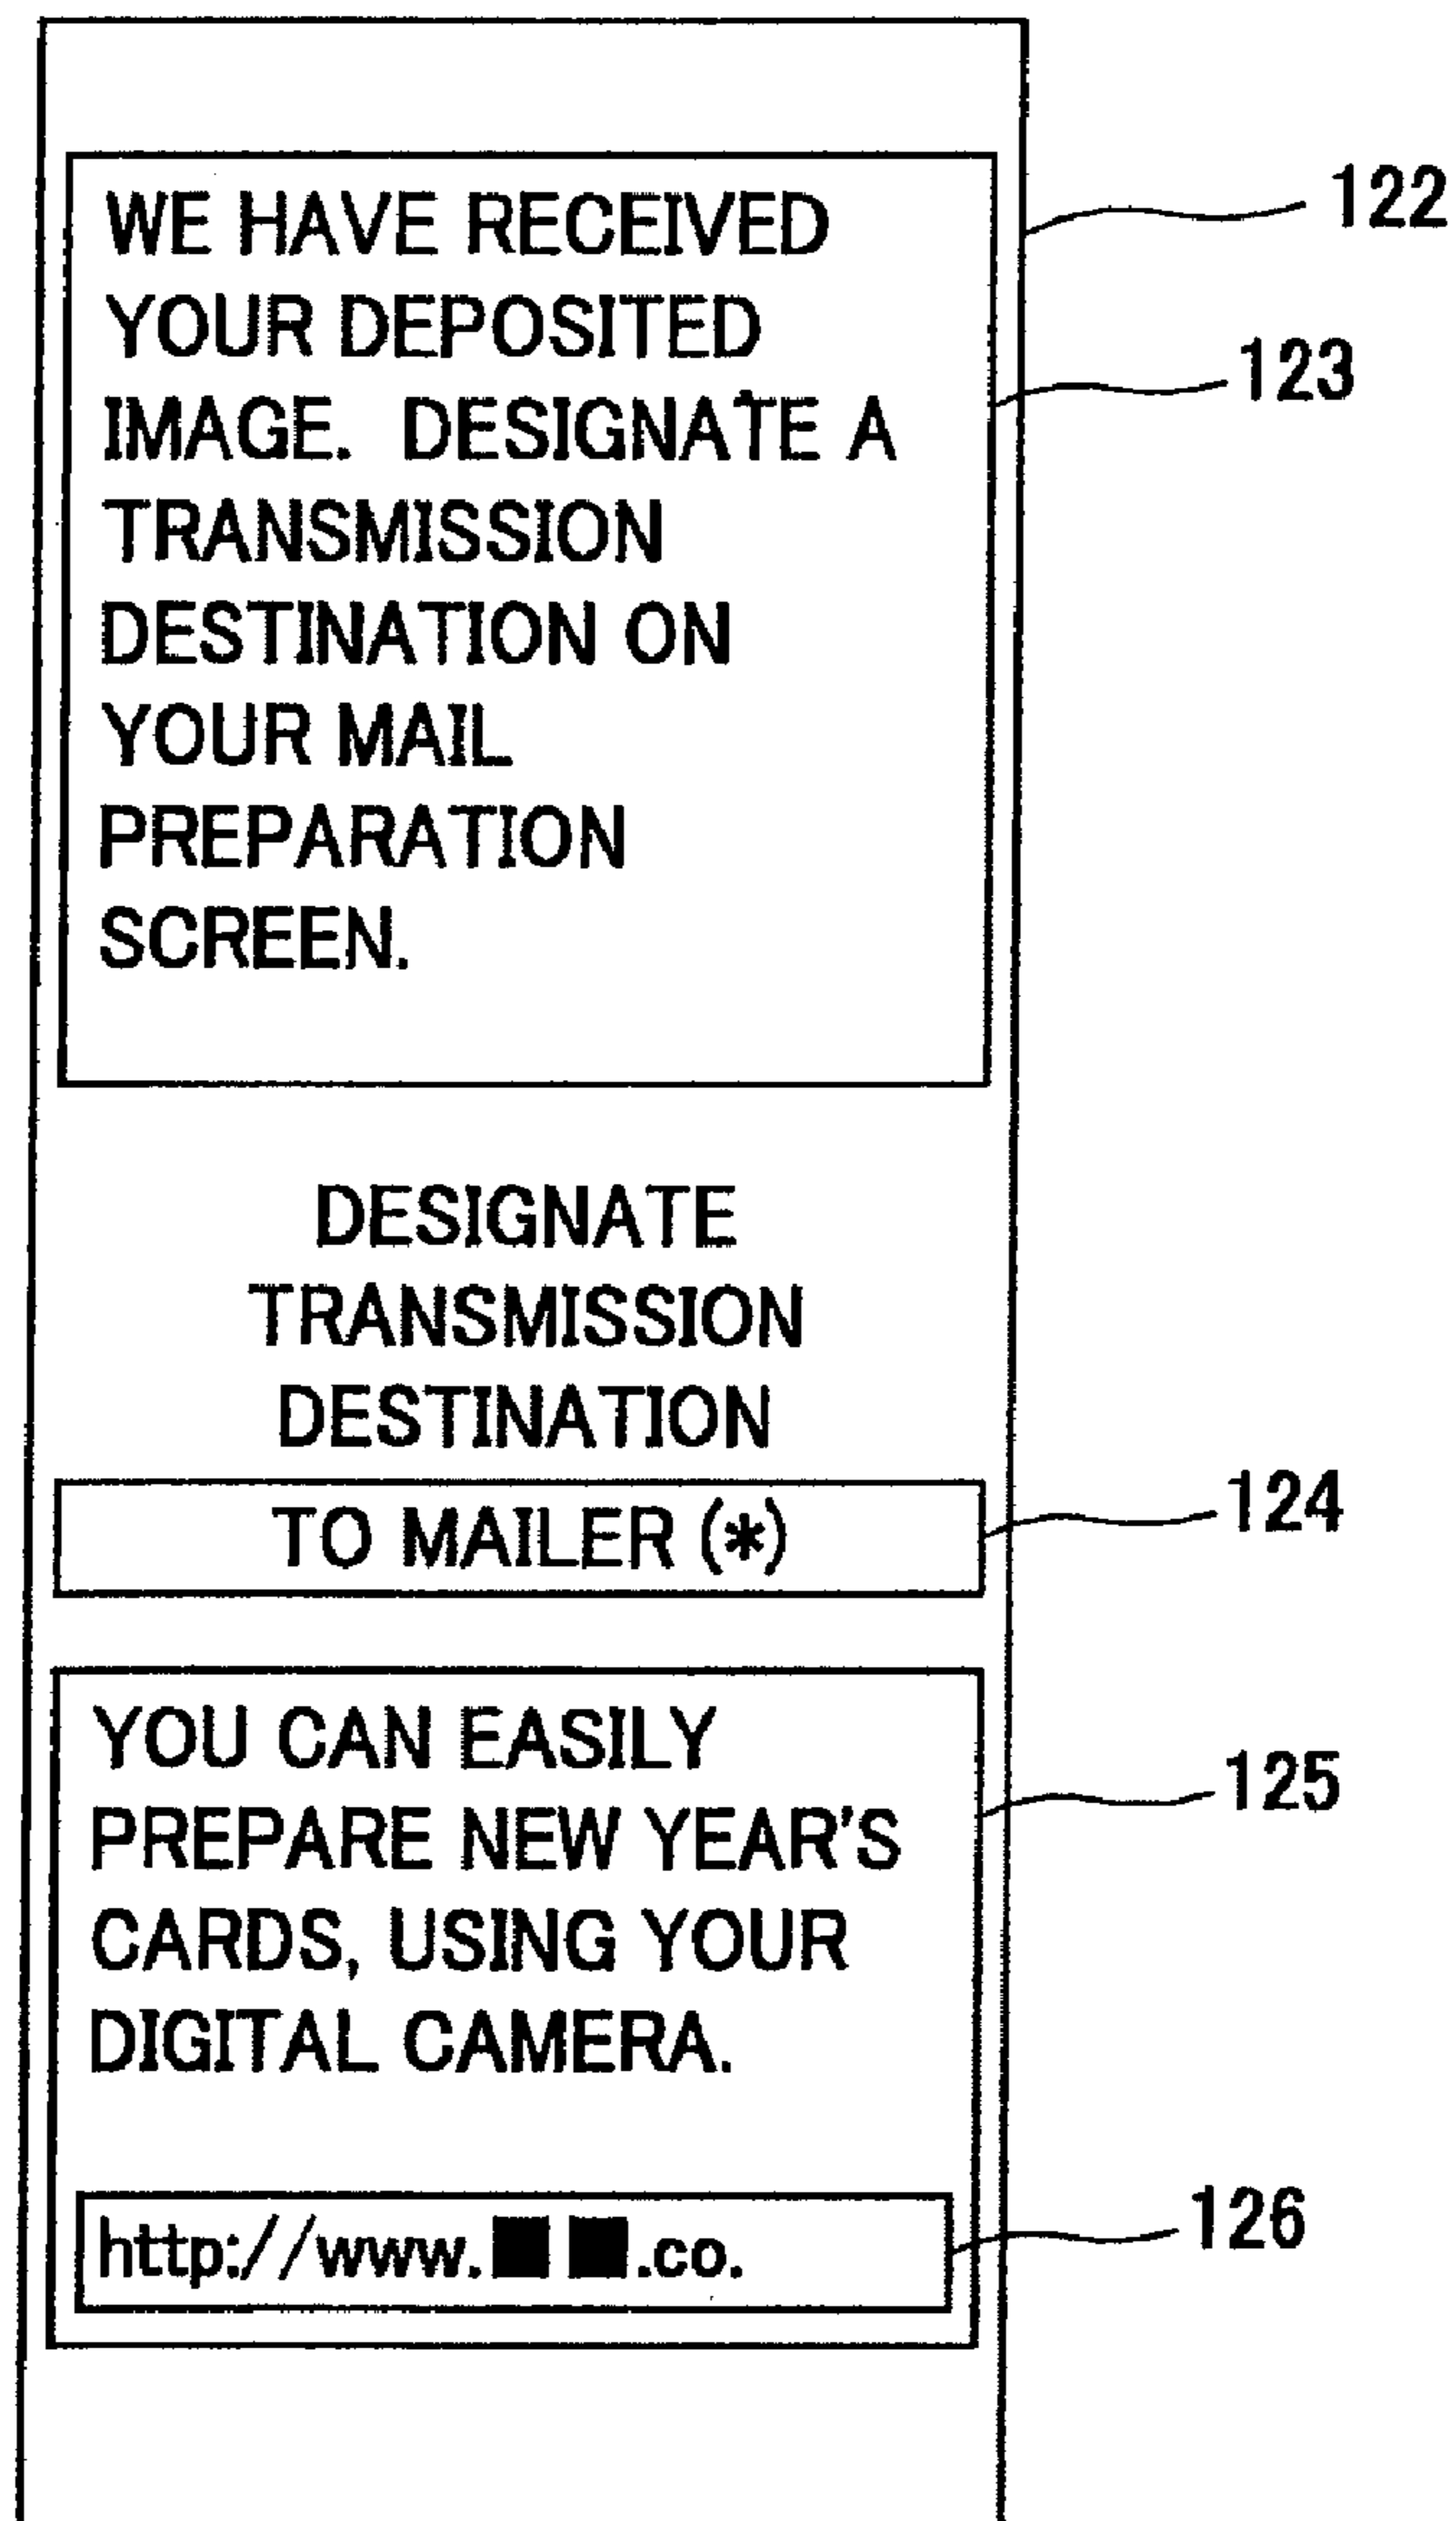 WE HAVE RECEIVED
YOUR DEPOSITED
IMAGE. DESIGNATE A
TRANSMISSION
DESTINATION ON
YOUR MAIL
PREPARATION
SCREEN.
122
123
DESIGNATE
TRANSMISSION
DESTINATION
TO MAILER (*)
124
YOU CAN EASILY
PREPARE NEW YEAR'S
CARDS, USING YOUR
DIGITAL CAMERA.
125
http://www.■ ■.co.
126